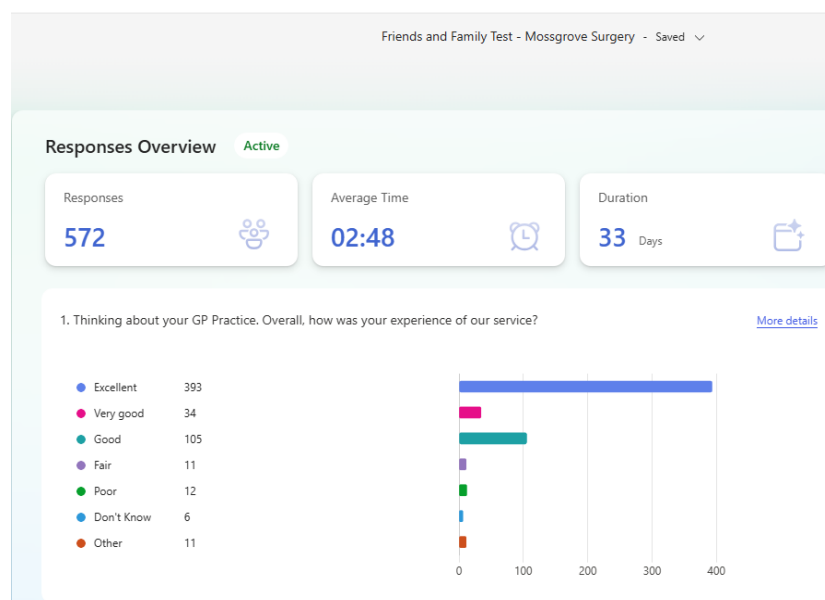 Friends and Family Test - Mossgrove Surgery - Saved
Responses Overview Active
Responses
572
Average Time
02:48
Duration
33 Days
1. Thinking about your GP Practice. Overall, how was your experience of our service?
More details
Excellent 393
Very good 34
Good 105
Fair 11
Poor 12
Don't Know 6
Other 11
0 100 200 300 400